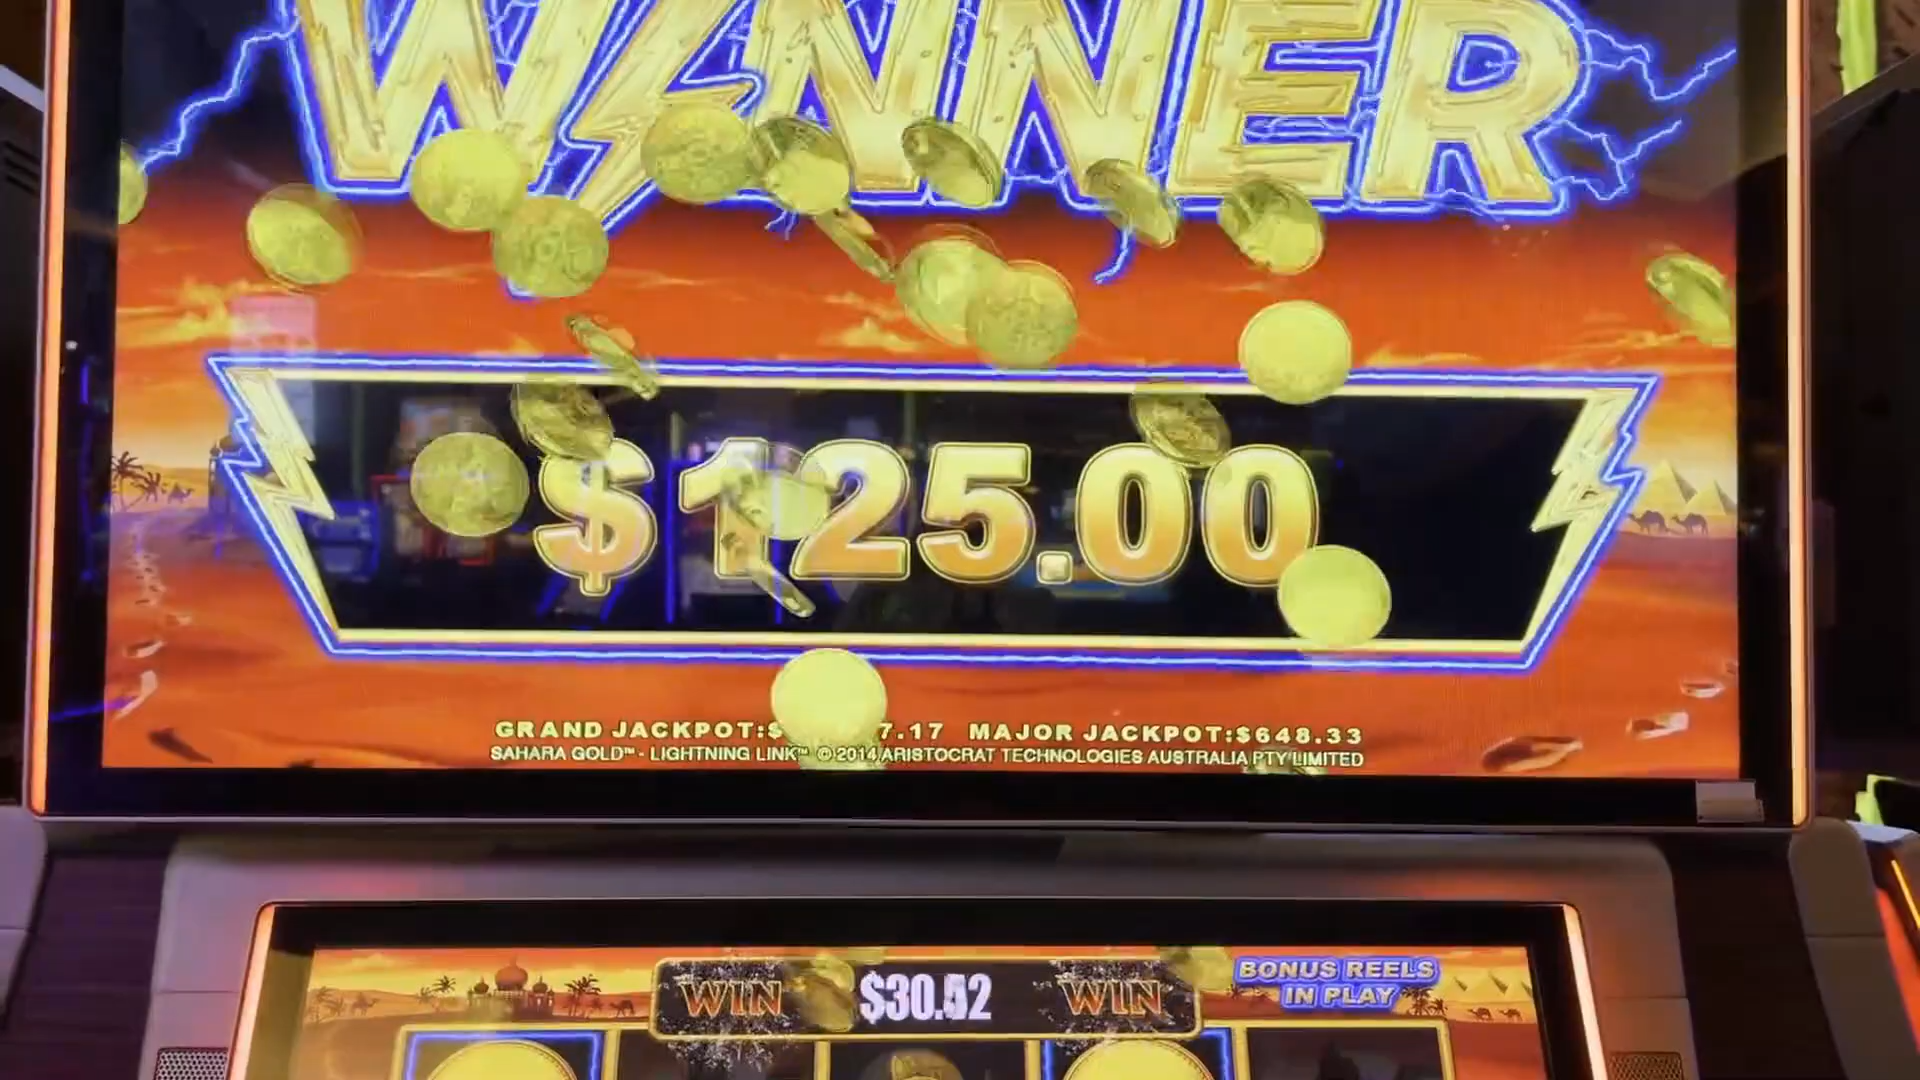 WINNER
$125.00
GRAND JACKPOT:$ 7.17 MAJOR JACKPOT:$648.33
SAHARA GOLD™ - LIGHTNING LINK™ © 2014 ARISTOCRAT TECHNOLOGIES AUSTRALIA PTY LIMITED
WIN WIN
BONUS REELS
IN PLAY